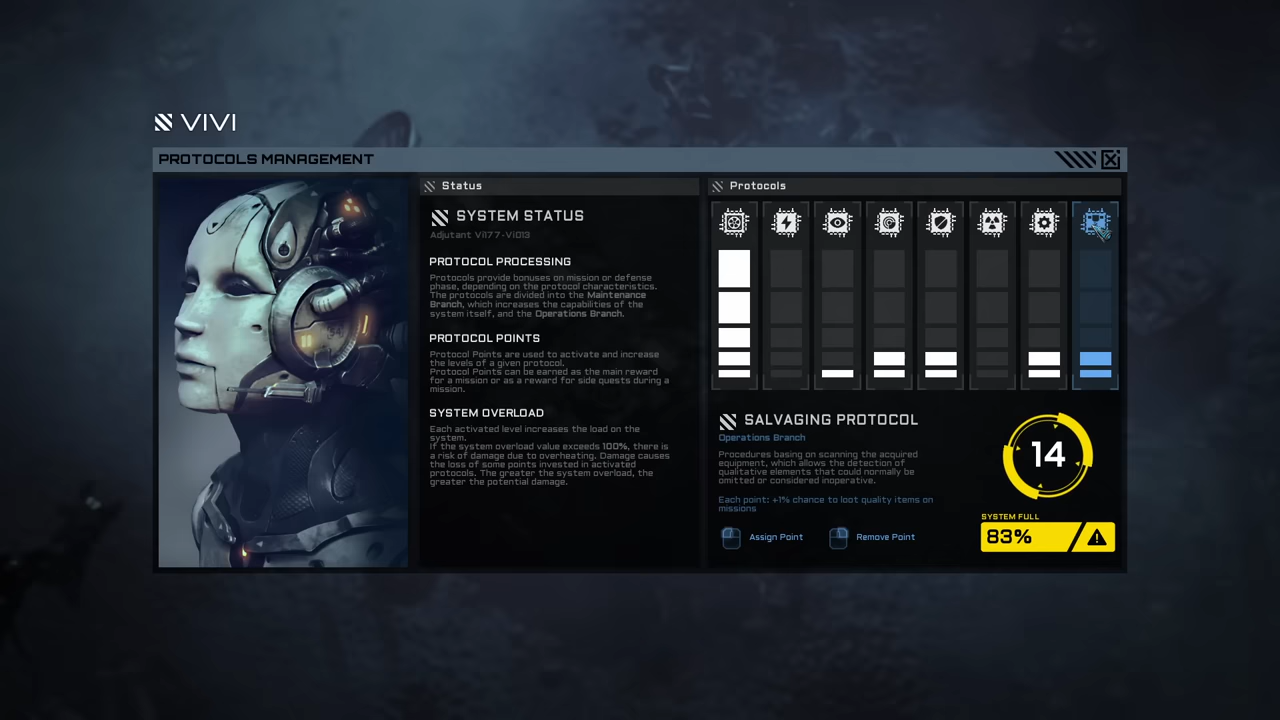 VIVI
PROTOCOLS MANAGEMENT
Status
SYSTEM STATUS
Adjutant Vi177-Vi013
PROTOCOL PROCESSING
Protocols provide bonuses on mission or defense
phase, depending on the protocol characteristics.
The protocols are divided into the Maintenance
Branch, which increases the capabilities of the
system itself, and the Operations Branch.
PROTOCOL POINTS
Protocol Points are used to activate and increase
the levels of a given protocol.
Protocol Points can be earned as the main reward
for a mission or as a reward for side quests during a
mission.
SYSTEM OVERLOAD
Each activated level increases the load on the
system.
If the system overload value exceeds 100%, there is
a risk of damage due to overheating. Damage causes
the loss of some points invested in activated
protocols. The greater the system overload, the
greater the potential damage.
Protocols
SALVAGING PROTOCOL
Operations Branch
Procedures basing on scanning the acquired
equipment, which allows the detection of
qualitative elements that could normally be
omitted or considered inoperative.
Each point: +1% chance to loot quality items on
missions
Assign Point
Remove Point
14
SYSTEM FULL
83%